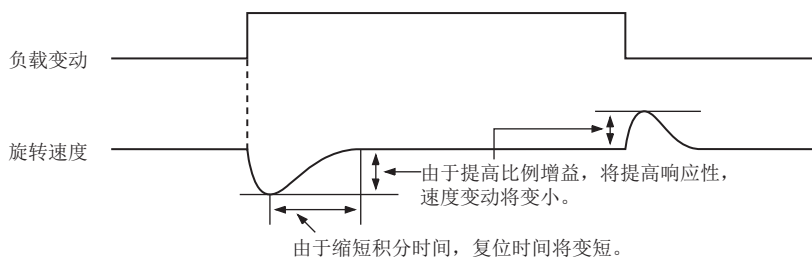 负载变动
旋转速度
由于提高比例增益，将提高响应性，
速度变动将变小。
由于缩短积分时间，复位时间将变短。